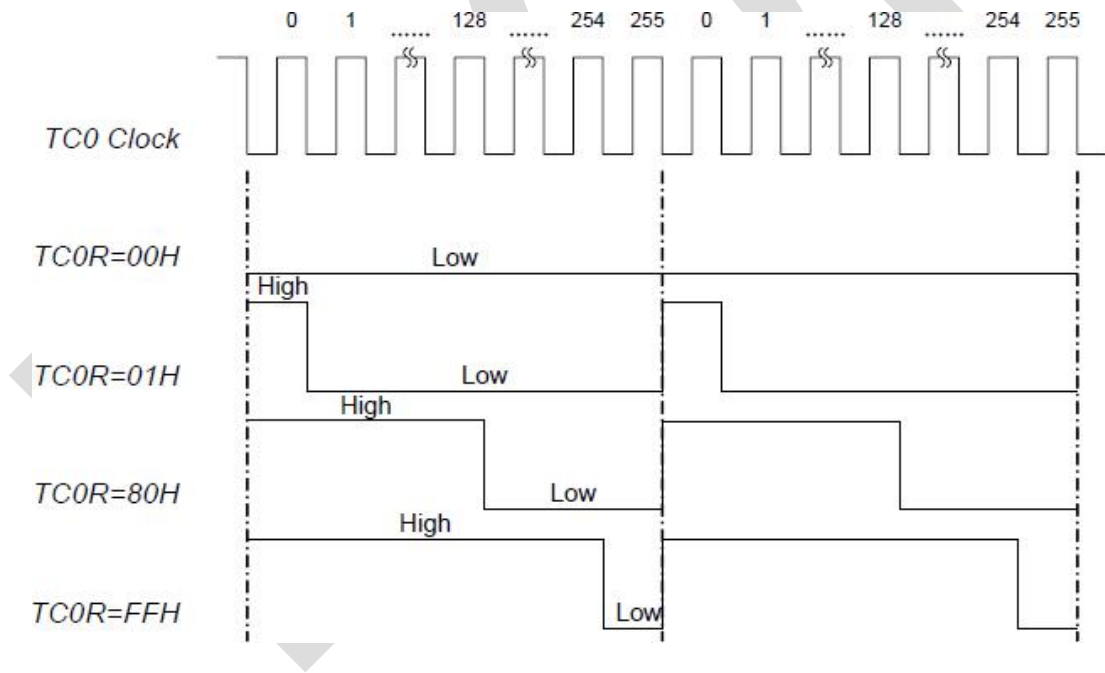 0 1 ...... 128 ...... 254 255 0 1 ...... 128 ...... 254 255
TC0 Clock
TC0R=00H
Low
High
TC0R=01H
Low
High
TC0R=80H
Low
High
TC0R=FFH
Low